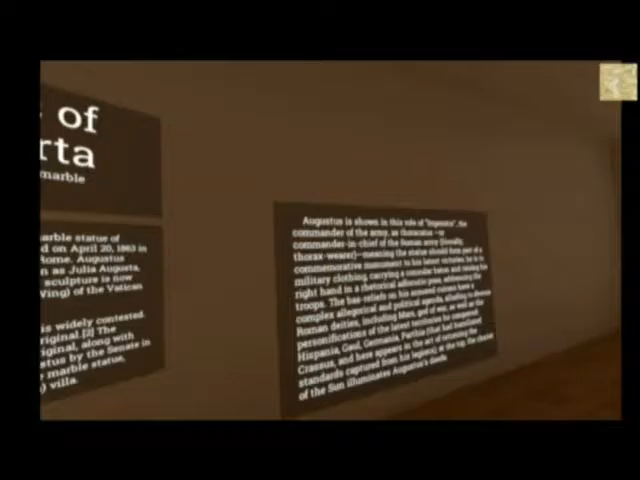 of
rta
marble
arble statue of
d on April 20, 1863 in
Rome. Augustus
n as Julia Augusta,
sculpture is now
Wing) of the Vatican
is widely contested.
riginal.[2] The
iginal, along with
stus by the Senate in
marble statue,
) villa.
Augustus is shown in this role of "Imperator", the
commander of the army, as thoracatus —or
commander-in-chief of the Roman army (literally,
thorax-wearer)—meaning the statue should form part of a
commemorative monument to his latest victories; he is in
military clothing, carrying a consular baton and raising his
right hand in a rhetorical adlocutio pose, addressing the
troops. The bas-reliefs on his armored cuirass have a
complex allegorical and political agenda, alluding to diverse
Roman deities, including Mars, god of war, as well as the
personifications of the latest territories he conquered:
Hispania, Gaul, Germania, Parthia (that had humiliated
Crassus, and here appears in the act of returning the
standards captured from his legions); at the top, the chariot
of the Sun illuminates Augustus's deeds.